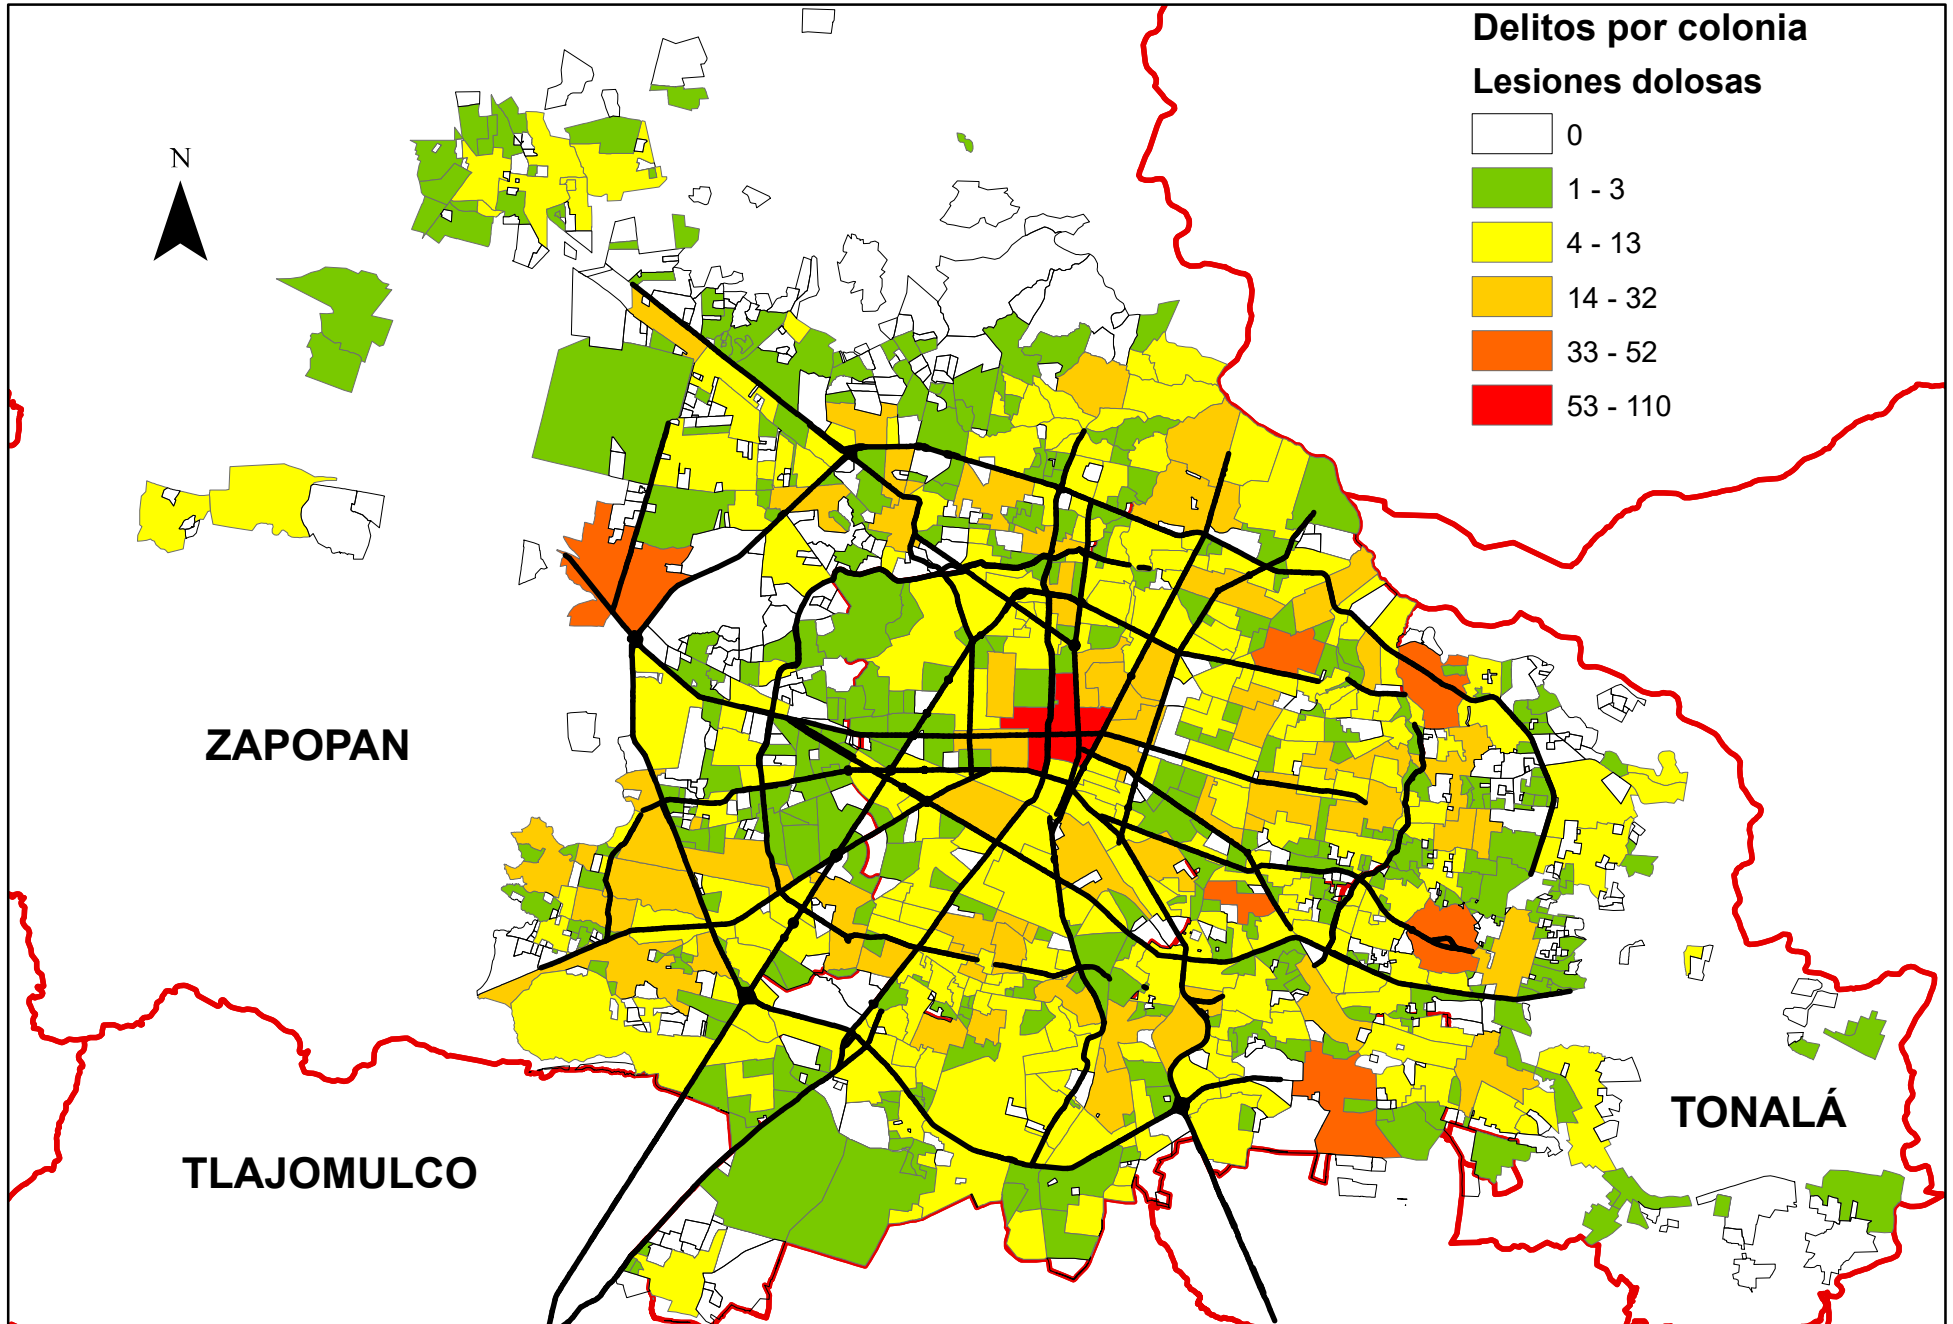 Delitos por colonia
Lesiones dolosas
0
1 - 3
4 - 13
14 - 32
33 - 52
53 - 110
N
ZAPOPAN
TONALÁ
TLAJOMULCO